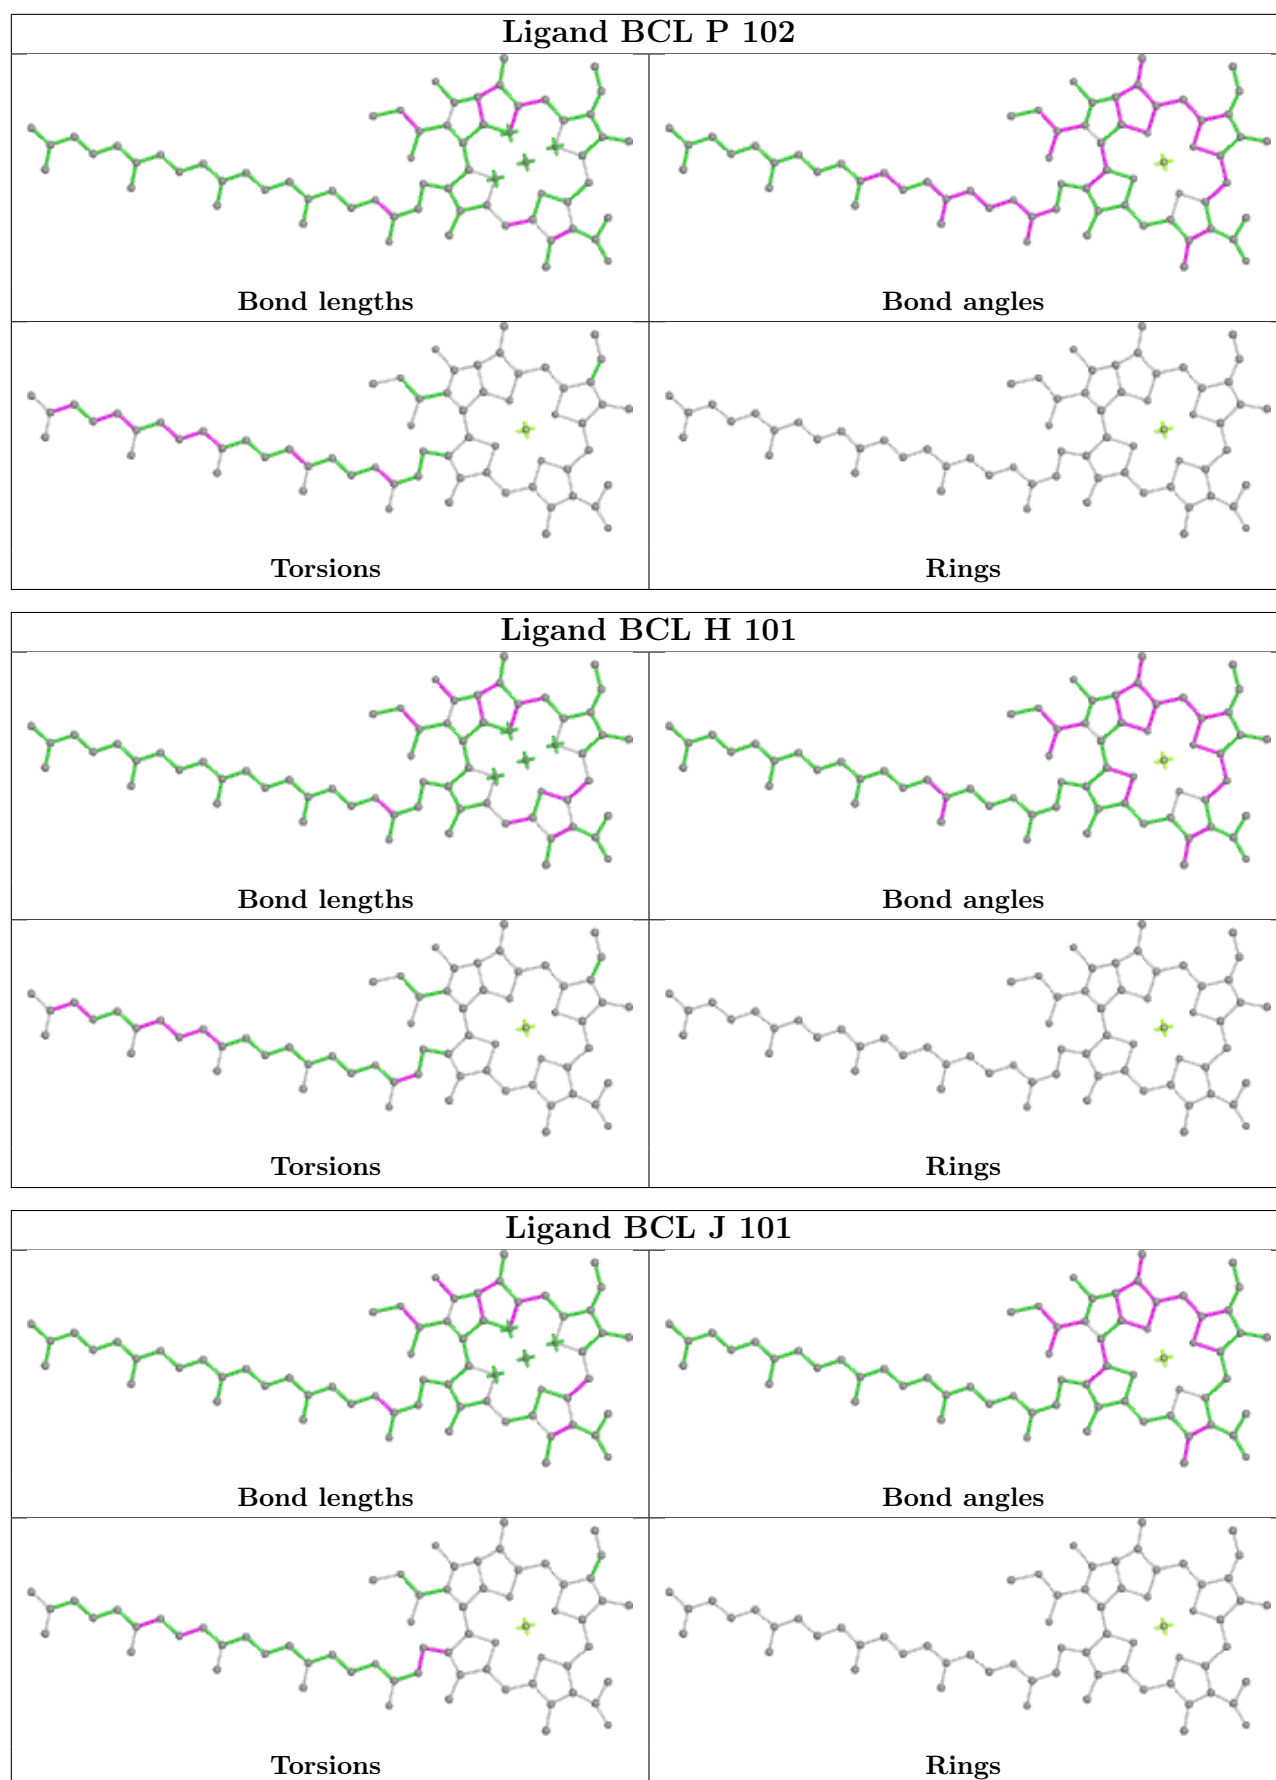 Ligand BCL P 102
Bond lengths
Bond angles
Torsions
Rings
Ligand BCL H 101
Bond lengths
Bond angles
Torsions
Rings
Ligand BCL J 101
Bond lengths
Bond angles
Torsions
Rings